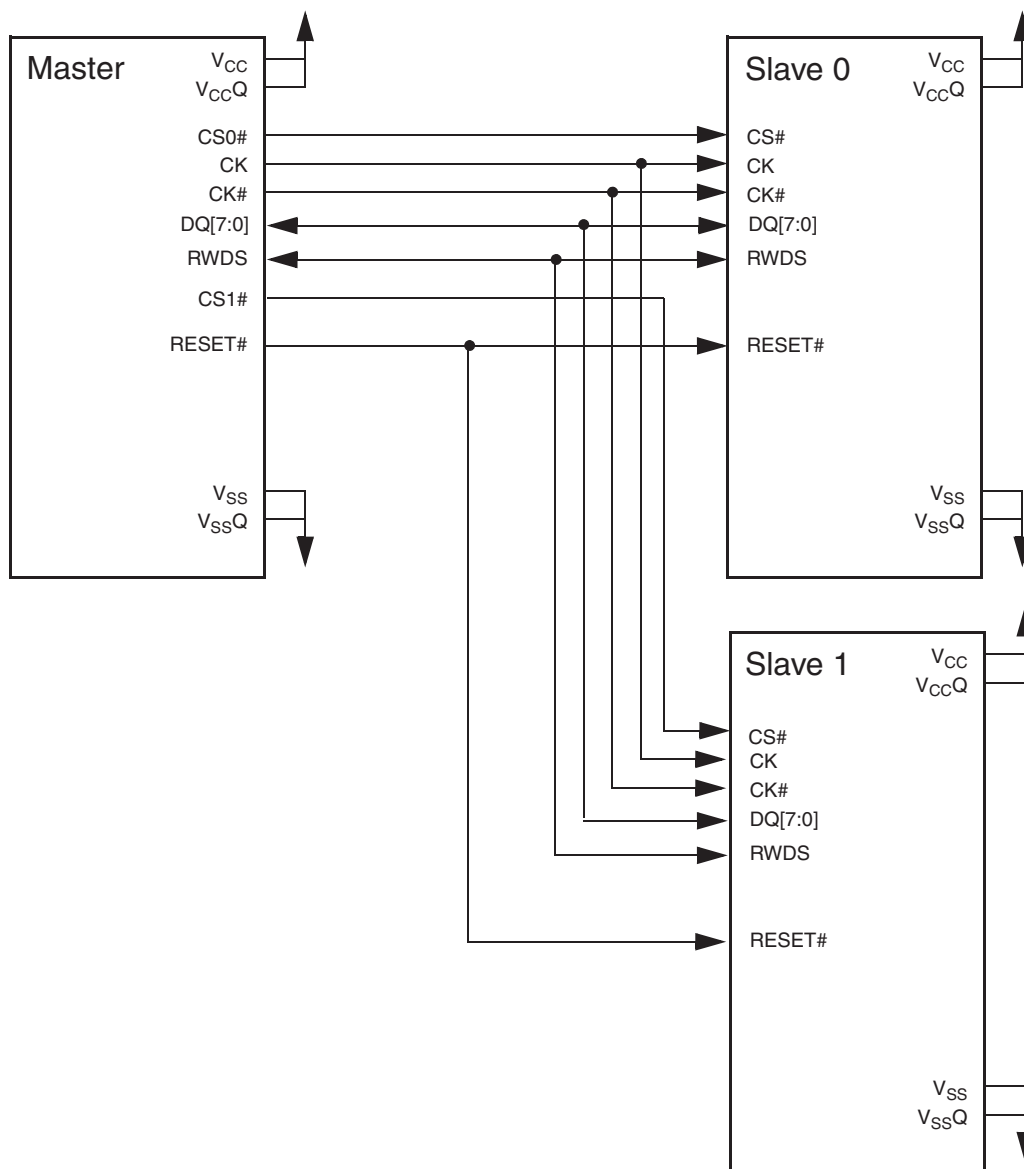 Master
VCC
VCCQ
CS0#
CK
CK#
DQ[7:0]
RWDS
CS1#
RESET#
VSS
VSSQ
Slave 0
VCC
VCCQ
CS#
CK
CK#
DQ[7:0]
RWDS
RESET#
VSS
VSSQ
Slave 1
VCC
VCCQ
CS#
CK
CK#
DQ[7:0]
RWDS
RESET#
VSS
VSSQ